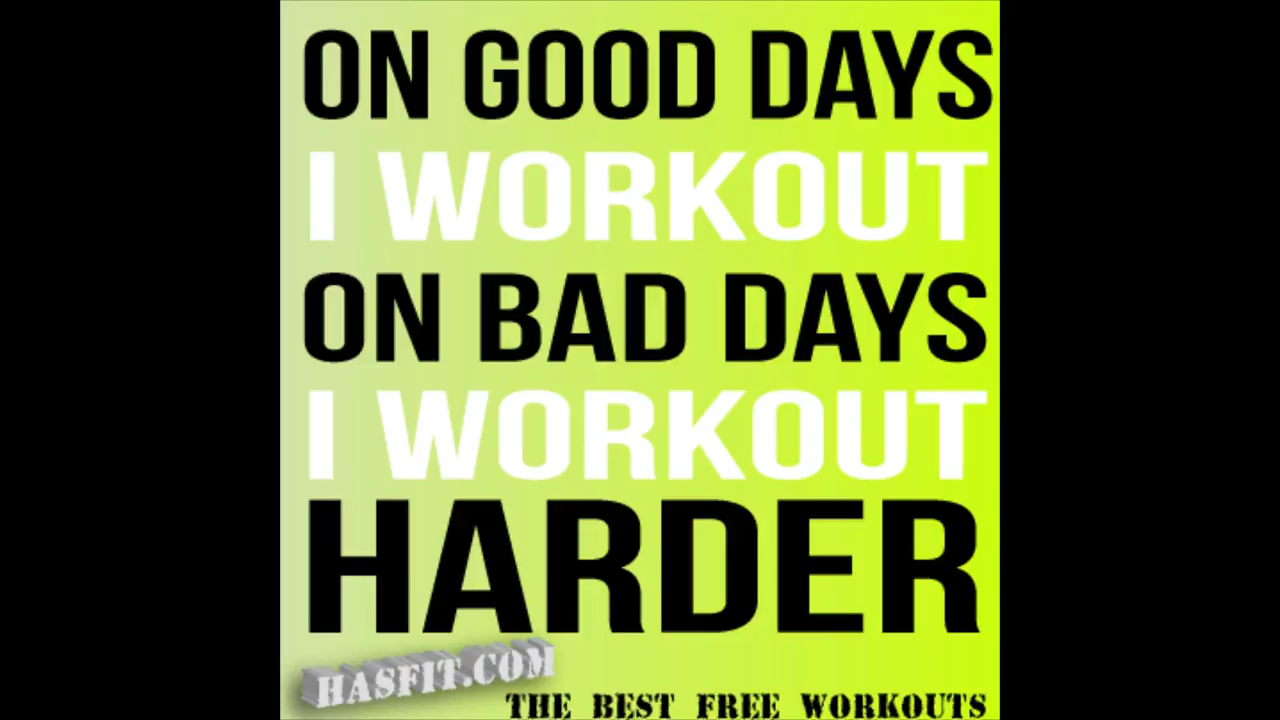 ON GOOD DAYS
I WORKOUT
ON BAD DAYS
I WORKOUT
HARDER
HASFIT.COM
THE BEST FREE WORKOUTS